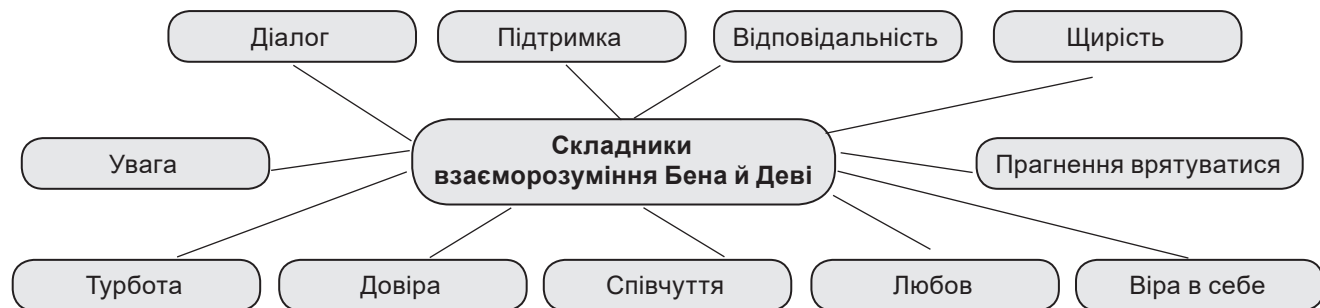 Діалог
Підтримка
Відповідальність
Щирість
Складники
взаєморозуміння Бена й Деві
Увага
Прагнення врятуватися
Турбота
Довіра
Співчуття
Любов
Віра в себе